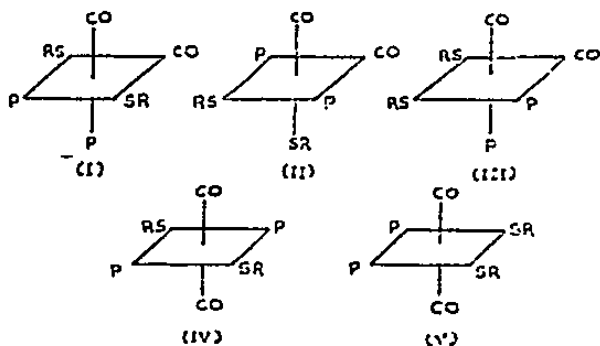 CO CO CO
RS CO P CO RS CO
P SR RS P RS P
P SR P
(I) (II) (III)
CO CO
RS P P SR
P SR P SR
CO CO
(IV) (V)